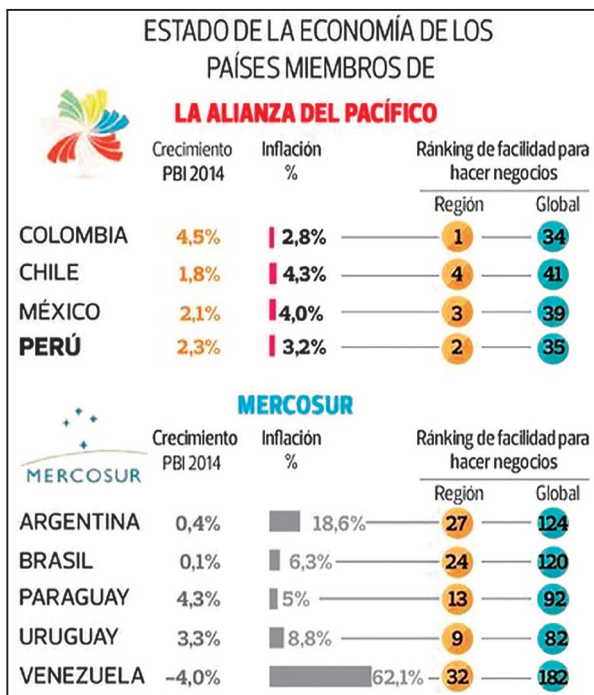 ESTADO DE LA ECONOMÍA DE LOS
PAÍSES MIEMBROS DE
LA ALIANZA DEL PACÍFICO
Crecimiento PBI 2014 Inflación % Ránking de facilidad para hacer negocios
Región Global
COLOMBIA 4,5% 2,8% 1 34
CHILE 1,8% 4,3% 4 41
MÉXICO 2,1% 4,0% 3 39
PERÚ 2,3% 3,2% 2 35
MERCOSUR
MERCOSUR
Crecimiento PBI 2014 Inflación % Ránking de facilidad para hacer negocios
Región Global
ARGENTINA 0,4% 18,6% 27 124
BRASIL 0,1% 6,3% 24 120
PARAGUAY 4,3% 5% 13 92
URUGUAY 3,3% 8,8% 9 82
VENEZUELA –4,0% 62,1% 32 182